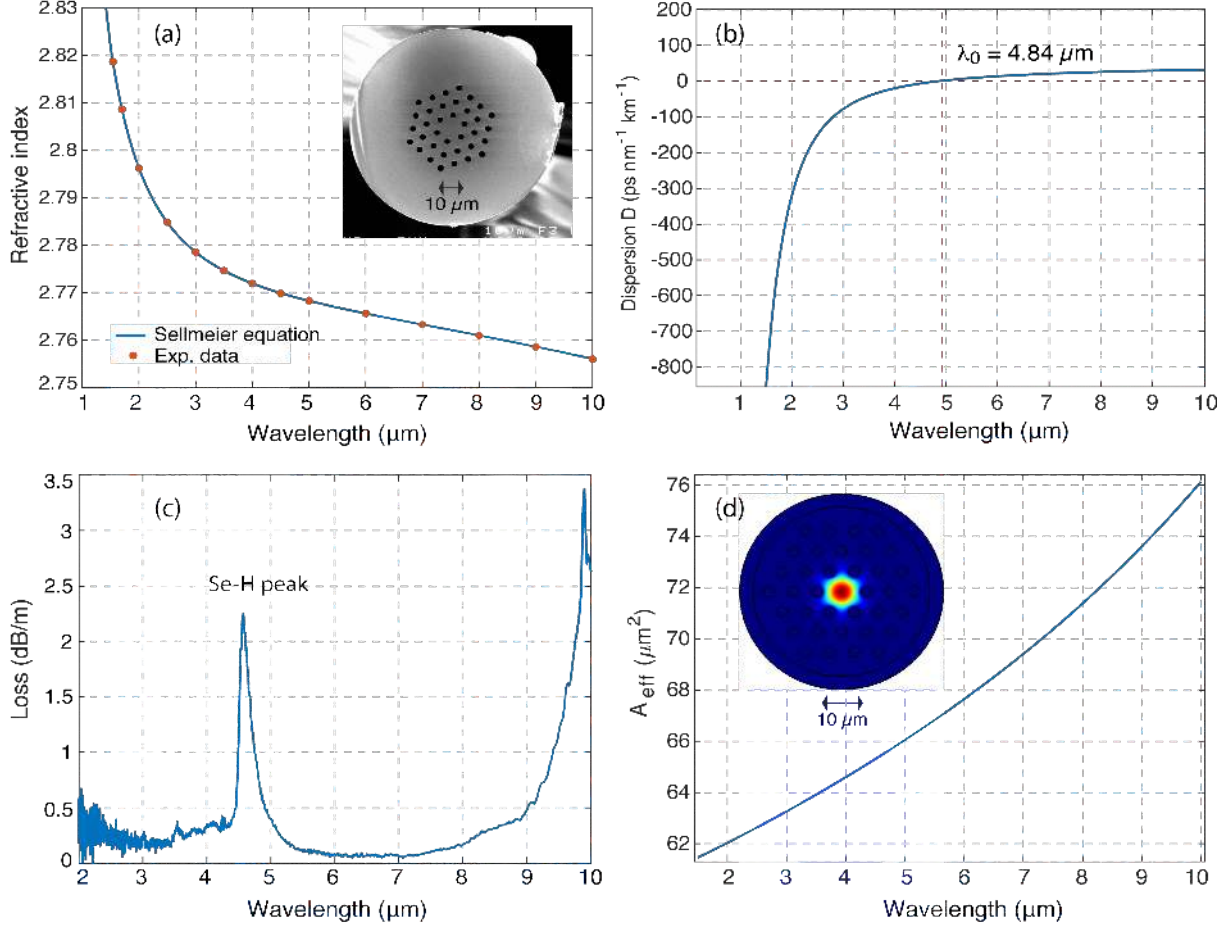 (a)
2.83
2.82
2.81
2.8
2.79
2.78
2.77
2.76
2.75
Refractive index
10 µm
Sellmeier equation
Exp. data
1 2 3 4 5 6 7 8 9 10
Wavelength (µm)
(b)
200
100
0
-100
-200
-300
-400
-500
-600
-700
-800
Dispersion D (ps nm⁻¹ km⁻¹)
λ₀ = 4.84 µm
1 2 3 4 5 6 7 8 9 10
Wavelength (µm)
(c)
3.5
3
2.5
2
1.5
1
0.5
0
Loss (dB/m)
Se-H peak
2 3 4 5 6 7 8 9 10
Wavelength (µm)
(d)
76
74
72
70
68
66
64
62
A eff (µm²)
10 µm
2 3 4 5 6 7 8 9 10
Wavelength (µm)